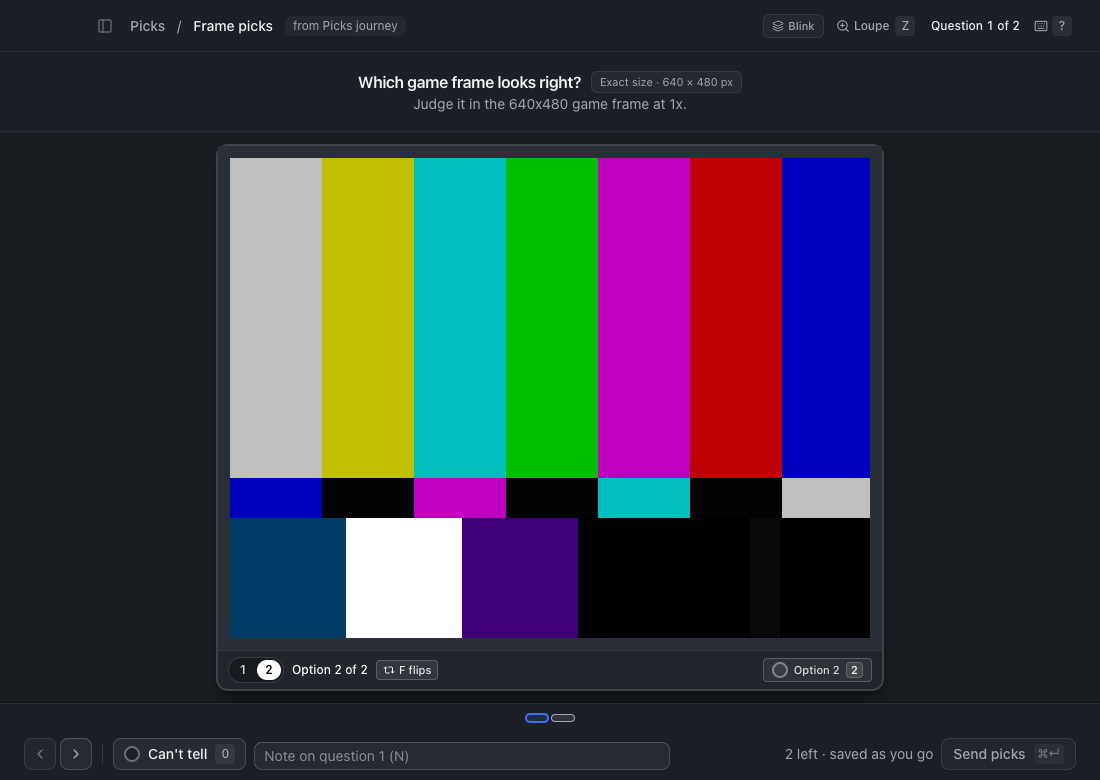 Picks / Frame picks from Picks journey Blink Loupe Z Question 1 of 2 ?
Which game frame looks right? Exact size · 640 × 480 px
Judge it in the 640x480 game frame at 1x.
1 2 Option 2 of 2 F flips Option 2 2
Can't tell 0 Note on question 1 (N) 2 left · saved as you go Send picks ⌘↵